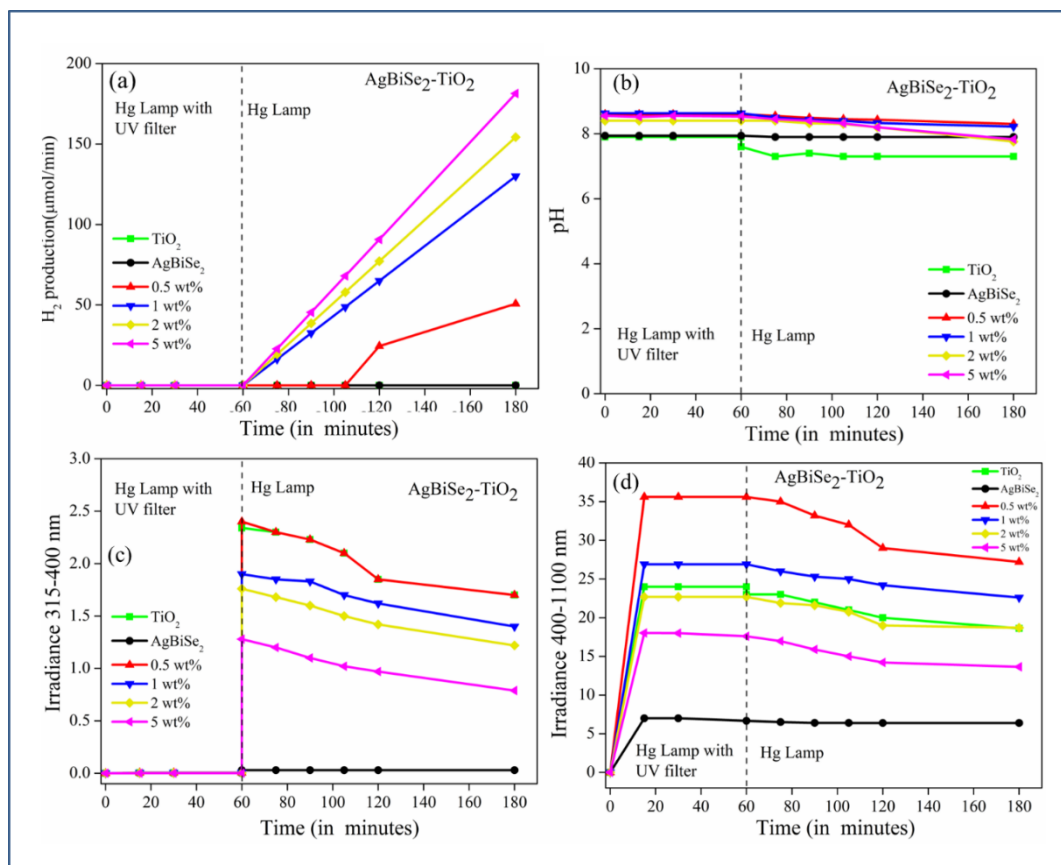 (a)
AgBiSe2-TiO2
Hg Lamp with
UV filter
Hg Lamp
H2 production(μmol/min)
200
150
100
50
0
TiO2
AgBiSe2
0.5 wt%
1 wt%
2 wt%
5 wt%
0 20 40 60 80 100 120 140 160 180
Time (in minutes)
(b)
AgBiSe2-TiO2
pH
10
8
6
4
2
0
TiO2
AgBiSe2
0.5 wt%
1 wt%
2 wt%
5 wt%
Hg Lamp with
UV filter
Hg Lamp
0 20 40 60 80 100 120 140 160 180
Time (in minutes)
Hg Lamp with
UV filter
Hg Lamp
AgBiSe2-TiO2
(c)
Irradiance 315-400 nm
3.0
2.5
2.0
1.5
1.0
0.5
0.0
TiO2
AgBiSe2
0.5 wt%
1 wt%
2 wt%
5 wt%
0 20 40 60 80 100 120 140 160 180
Time (in minutes)
AgBiSe2-TiO2
(d)
Irradiance 400-1100 nm
40
35
30
25
20
15
10
5
0
TiO2
AgBiSe2
0.5 wt%
1 wt%
2 wt%
5 wt%
Hg Lamp with
UV filter
Hg Lamp
0 20 40 60 80 100 120 140 160 180
Time (in minutes)